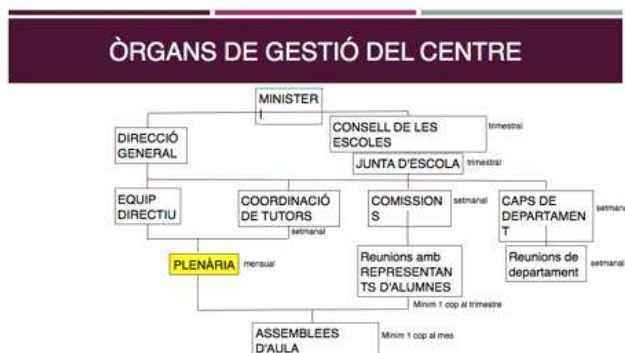 ÒRGANS DE GESTIÓ DEL CENTRE
MINISTER
I
DIRECCIÓ
GENERAL
CONSELL DE LES
ESCOLES
trimestral
JUNTA D'ESCOLA
trimestral
EQUIP
DIRECTIU
COORDINACIÓ
DE TUTORS
setmanal
COMISSION
S
setmanal
CAPS DE
DEPARTAMEN
T
setmana
PLENÀRIA
mensual
Reunions amb
REPRESENTAN
TS D'ALUMNES
Mínim 1 cop al trimestre
Reunions de
departament
setmanal
ASSEMBLEES
D'AULA
Mínim 1 cop al mes